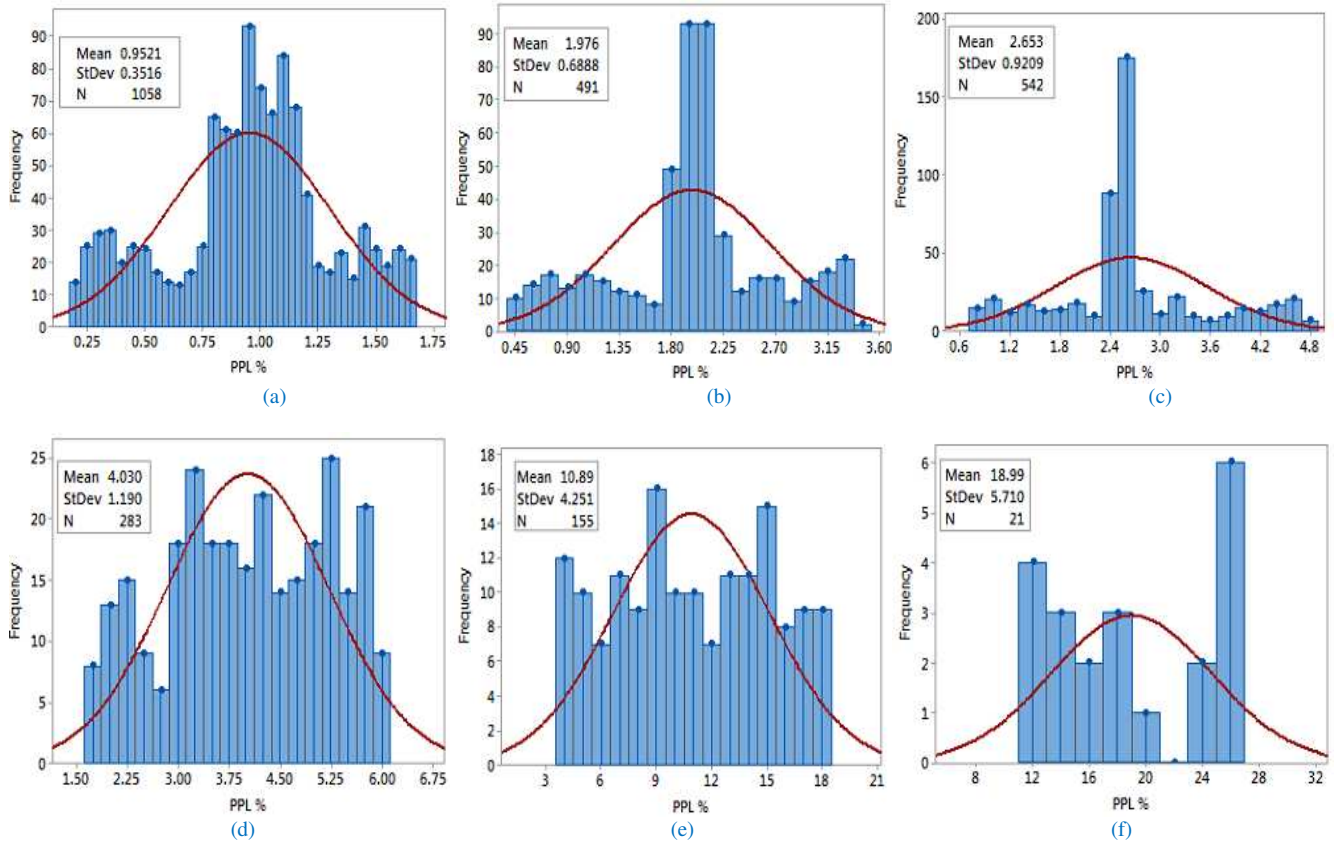 Mean 0.9521
StDev 0.3516
N 1058
Frequency
90
80
70
60
50
40
30
20
10
0
0.25 0.50 0.75 1.00 1.25 1.50 1.75
PPL %
(a)
Mean 1.976
StDev 0.6888
N 491
Frequency
90
80
70
60
50
40
30
20
10
0
0.45 0.90 1.35 1.80 2.25 2.70 3.15 3.60
PPL %
(b)
Mean 2.653
StDev 0.9209
N 542
Frequency
200
150
100
50
0
0.6 1.2 1.8 2.4 3.0 3.6 4.2 4.8
PPL %
(c)
Mean 4.030
StDev 1.190
N 283
Frequency
25
20
15
10
5
0
1.50 2.25 3.00 3.75 4.50 5.25 6.00 6.75
PPL %
(d)
Mean 10.89
StDev 4.251
N 155
Frequency
18
16
14
12
10
8
6
4
2
0
3 6 9 12 15 18 21
PPL %
(e)
Mean 18.99
StDev 5.710
N 21
Frequency
6
5
4
3
2
1
0
8 12 16 20 24 28 32
PPL %
(f)